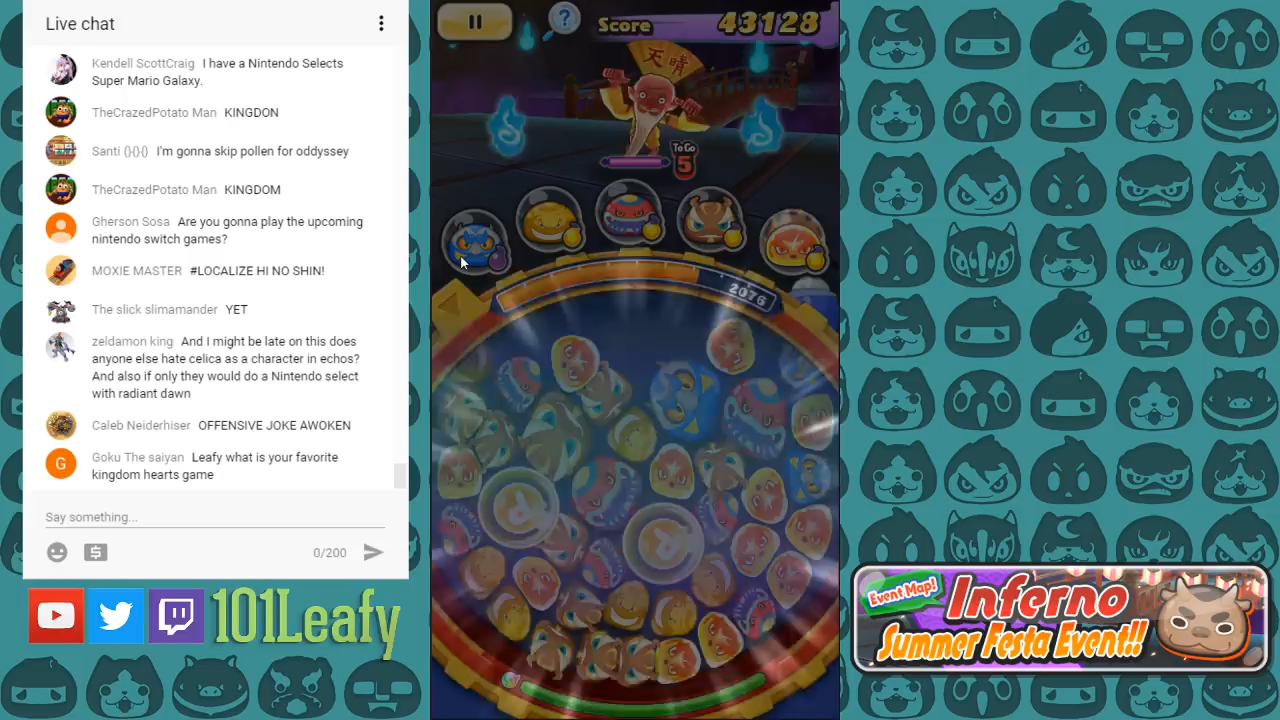 Live chat
Kendell ScottCraig I have a Nintendo Selects
Super Mario Galaxy.
TheCrazedPotato Man KINGDON
Santi (}{}{} I'm gonna skip pollen for oddyssey
TheCrazedPotato Man KINGDOM
Gherson Sosa Are you gonna play the upcoming
nintendo switch games?
MOXIE MASTER #LOCALIZE HI NO SHIN!
The slick slimamander YET
zeldamon king And I might be late on this does
anyone else hate celica as a character in echos?
And also if only they would do a Nintendo select
with radiant dawn
Caleb Neiderhiser OFFENSIVE JOKE AWOKEN
G
Goku The saiyan Leafy what is your favorite
kingdom hearts game
Say something...
0/200
101Leafy
?
Score 43128
天晴
To Go
5
2076
Event Map!
Inferno
Summer Festa Event!!